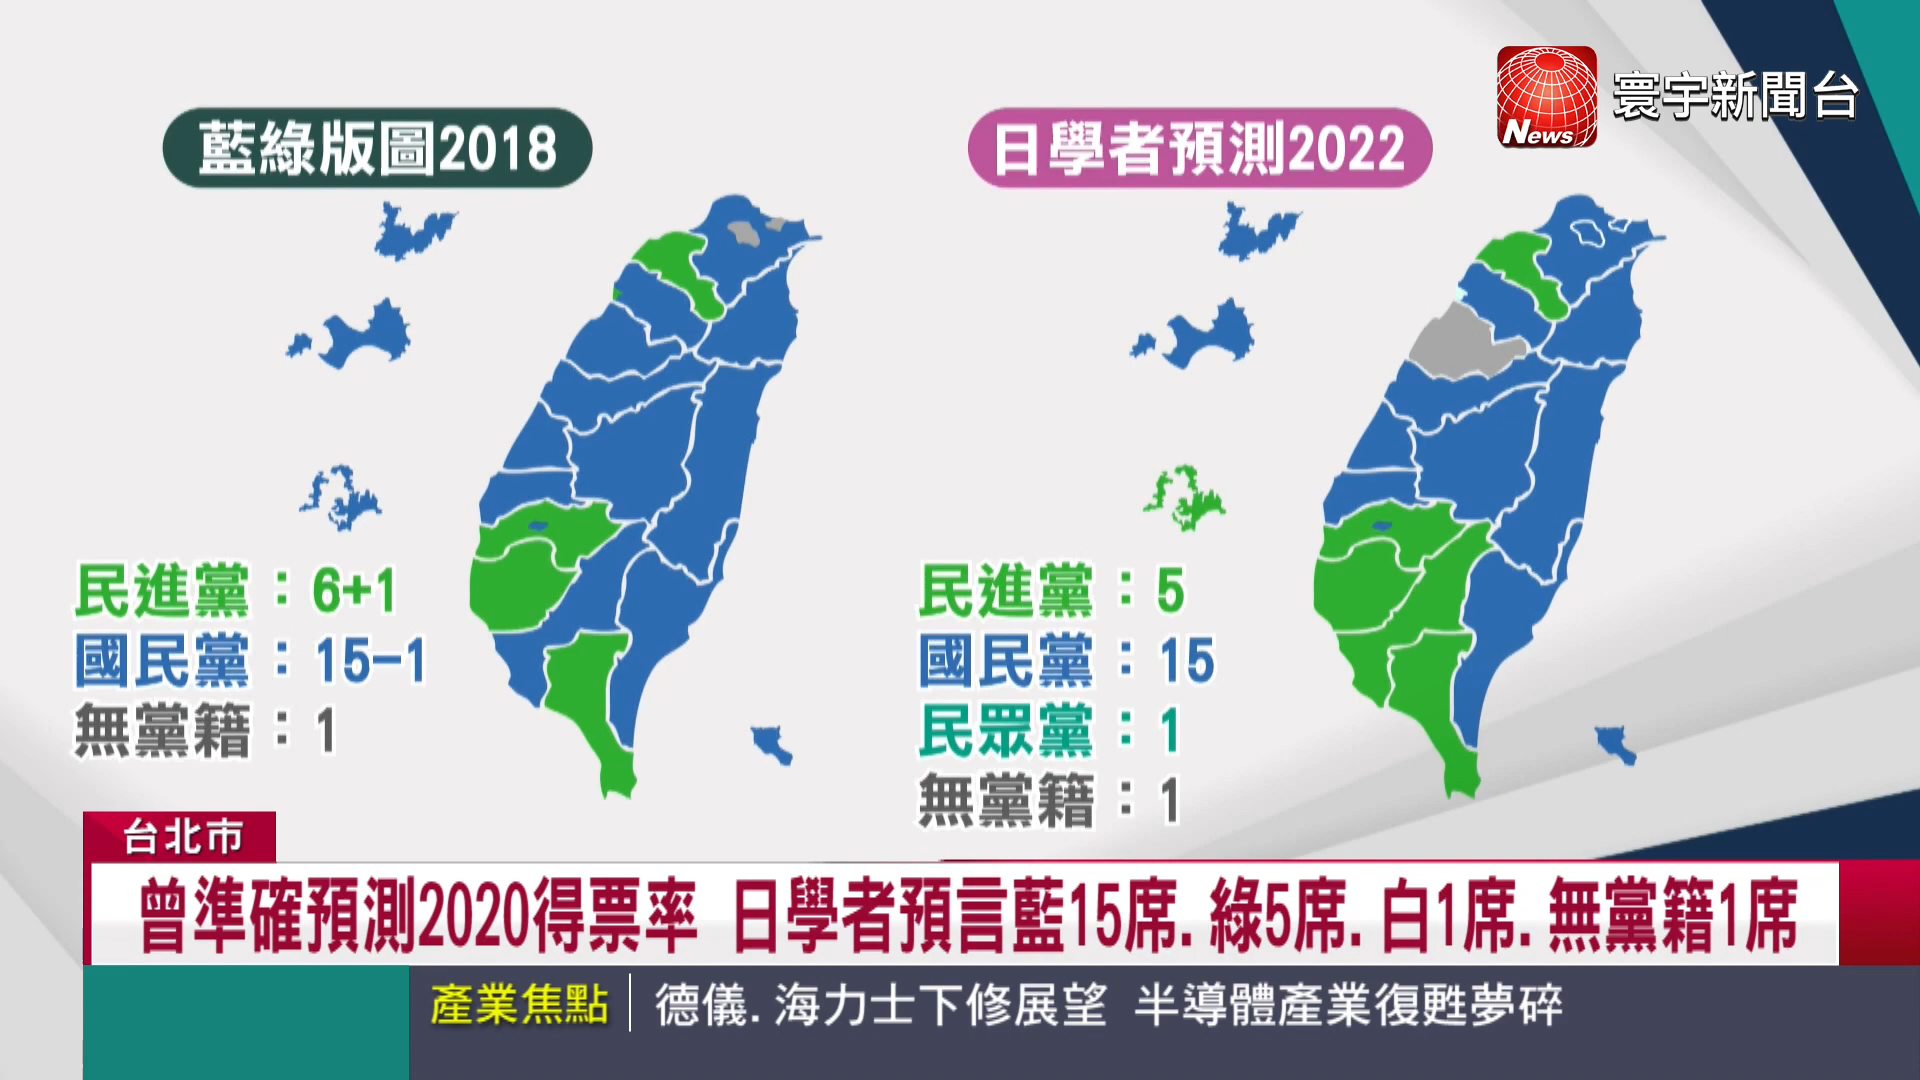 News 寰宇新聞台
藍綠版圖2018
民進黨：6+1
國民黨：15-1
無黨籍：1
日學者預測2022
民進黨：5
國民黨：15
民眾黨：1
無黨籍：1
台北市
曾準確預測2020得票率 日學者預言藍15席.綠5席.白1席.無黨籍1席
產業焦點 德儀.海力士下修展望 半導體產業復甦夢碎